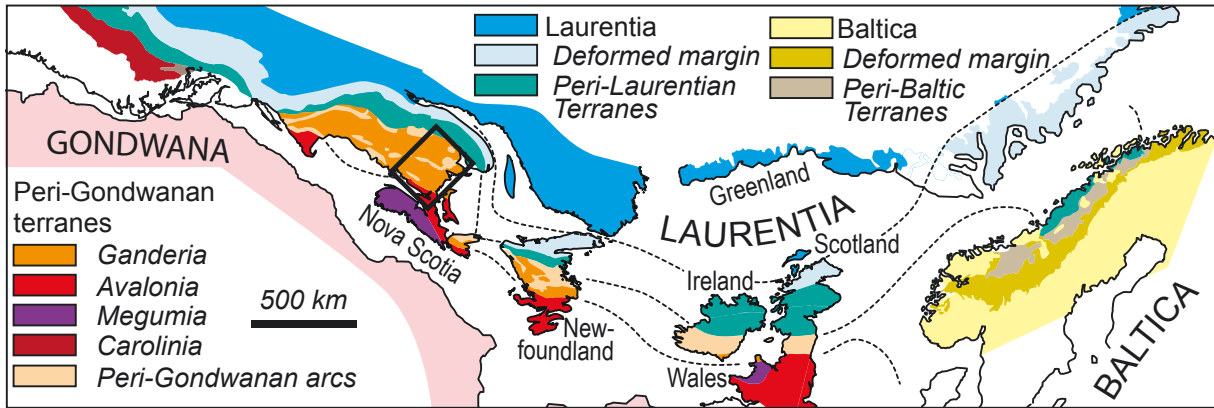 Laurentia
Deformed margin
Peri-Laurentian
Terranes
Baltica
Deformed margin
Peri-Baltic
Terranes
GONDWANA
Peri-Gondwanan
terranes
Ganderia
Avalonia
Megumia
Carolinia
Peri-Gondwanan arcs
500 km
Nova Scotia
New-
foundland
Greenland
LAURENTIA
Scotland
Ireland
Wales
BALTICA